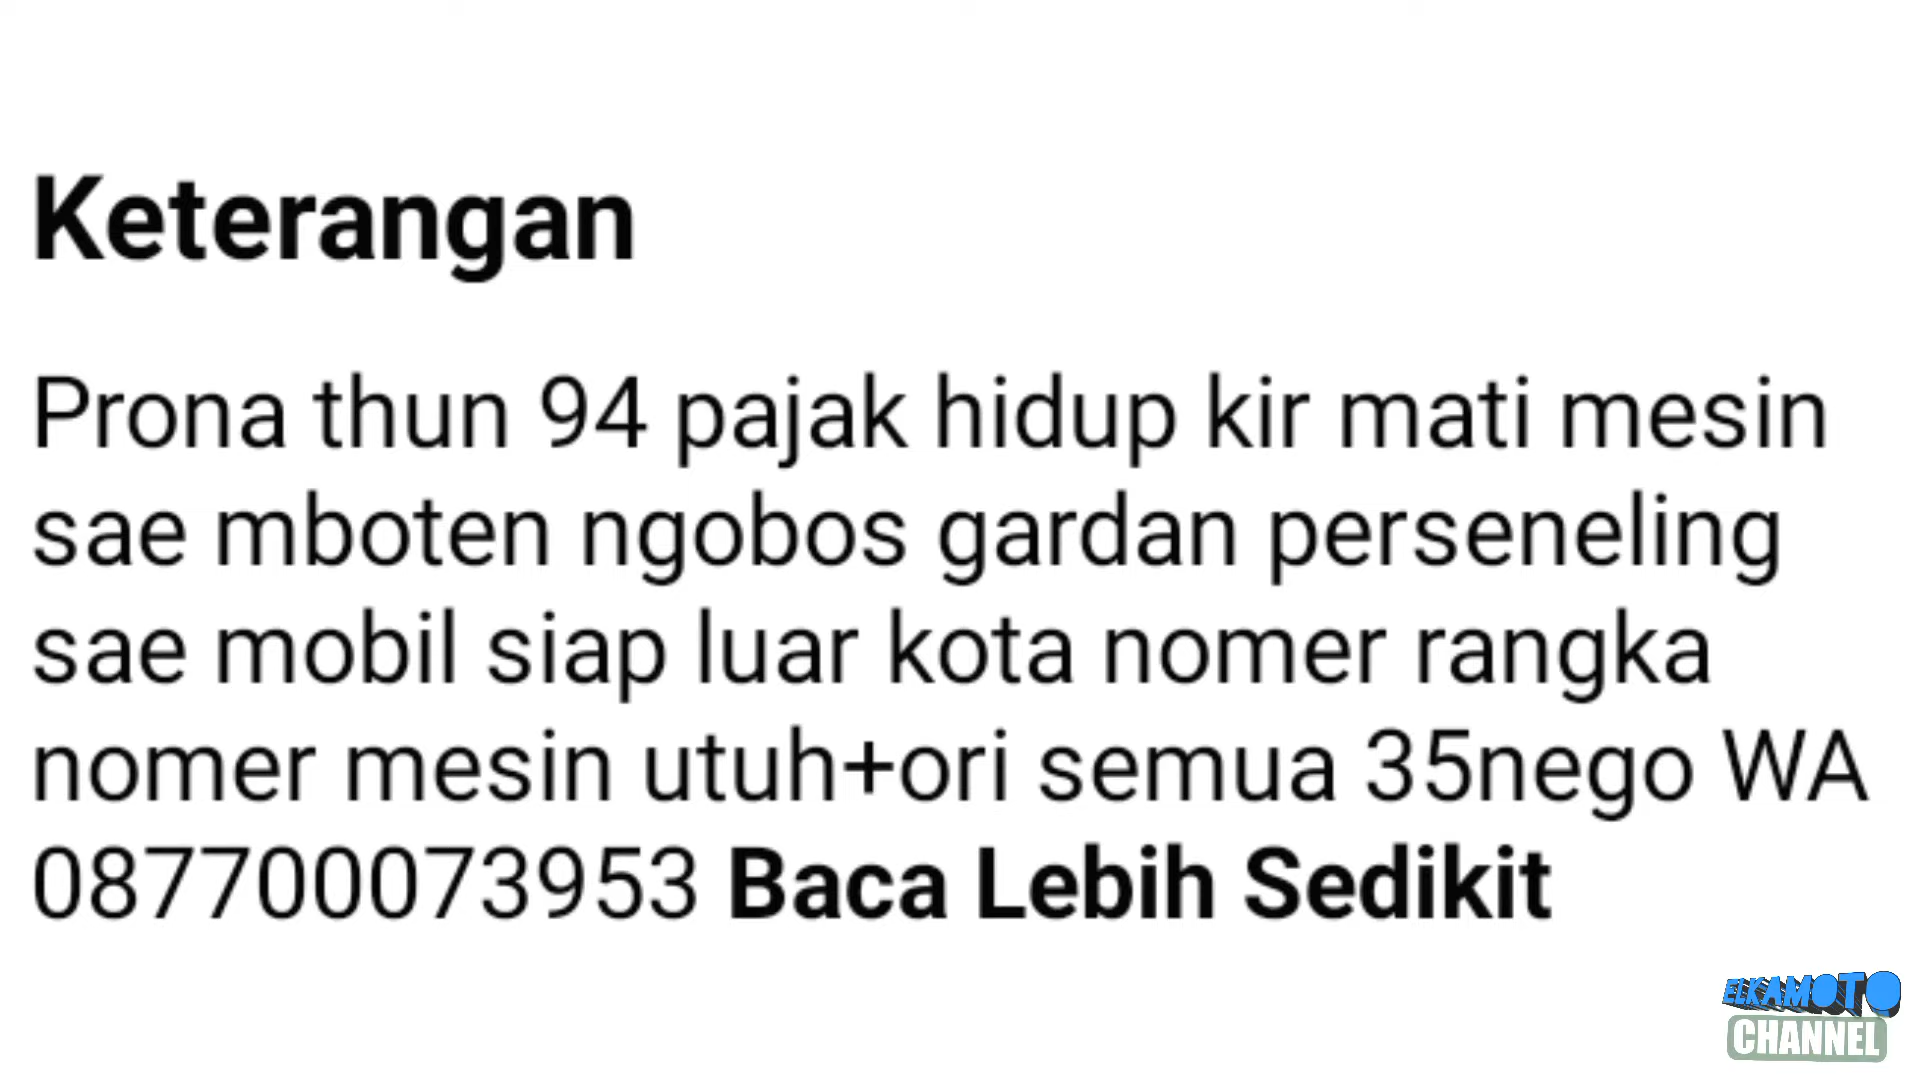 Keterangan
Prona thun 94 pajak hidup kir mati mesin
sae mboten ngobos gardan perseneling
sae mobil siap luar kota nomer rangka
nomer mesin utuh+ori semua 35nego WA
087700073953 Baca Lebih Sedikit
ELKAMOTO
CHANNEL